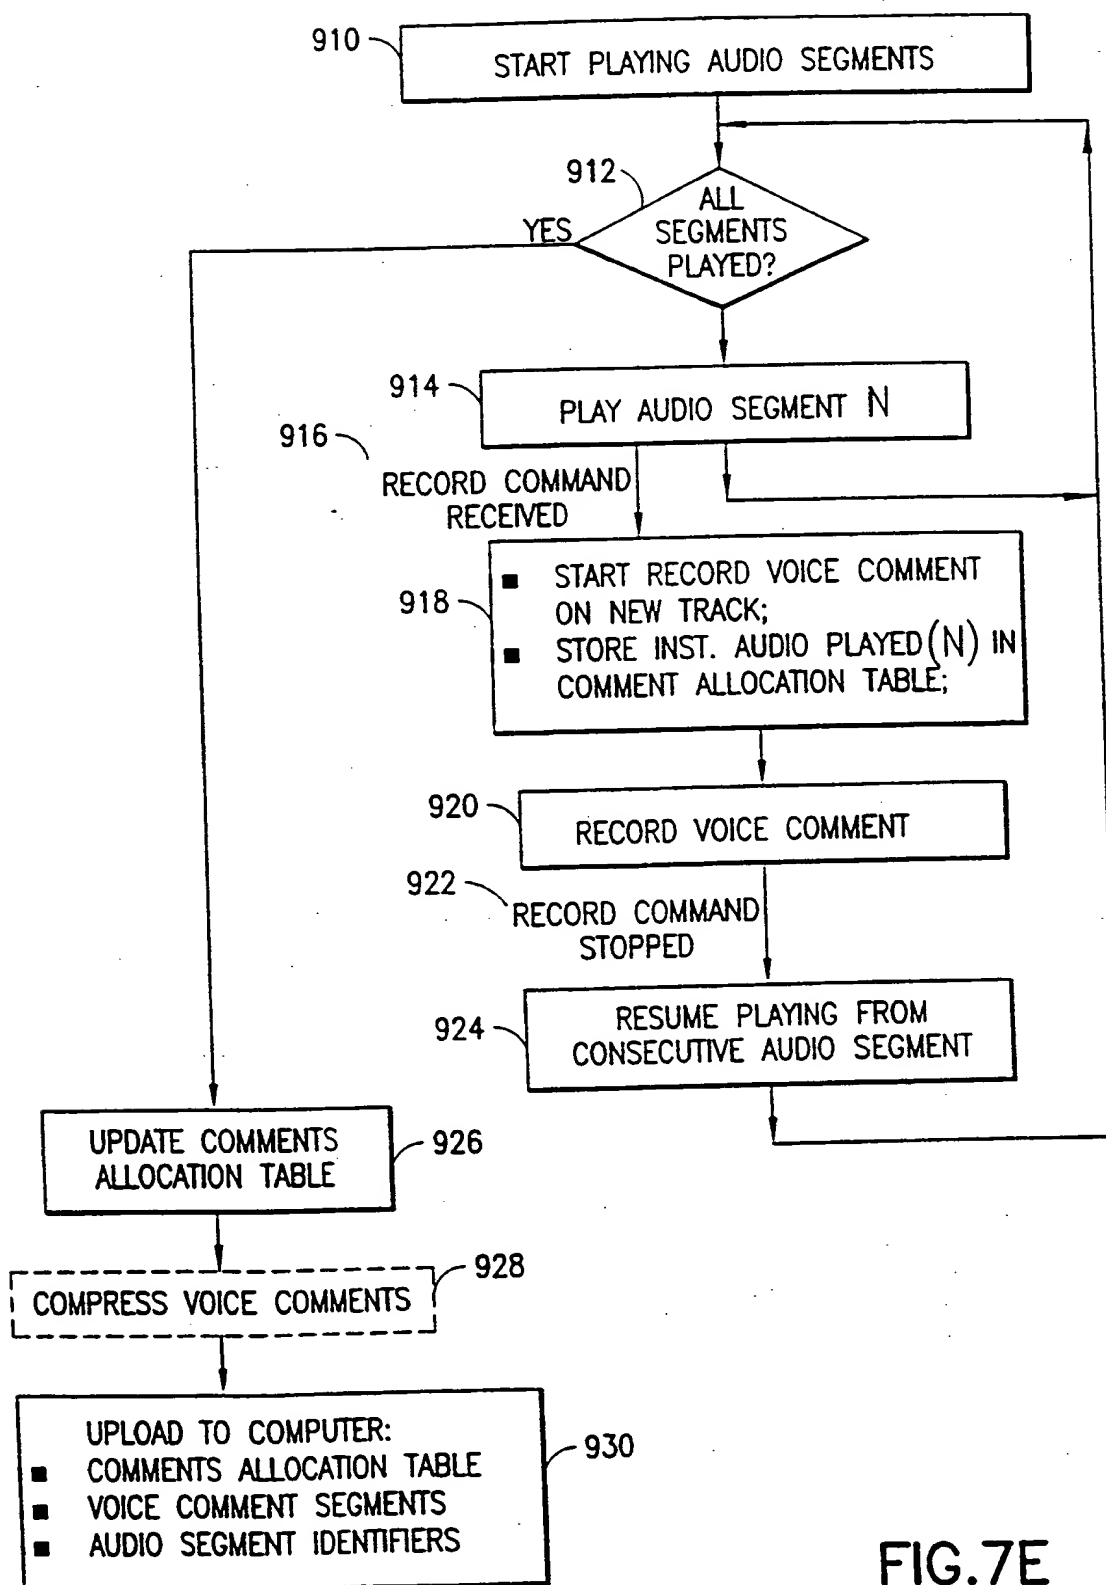 910
START PLAYING AUDIO SEGMENTS
912
ALL
SEGMENTS
PLAYED?
YES
914
PLAY AUDIO SEGMENT N
916
RECORD COMMAND
RECEIVED
918
■ START RECORD VOICE COMMENT
ON NEW TRACK;
■ STORE INST. AUDIO PLAYED(N) IN
COMMENT ALLOCATION TABLE;
920
RECORD VOICE COMMENT
922
RECORD COMMAND
STOPPED
924
RESUME PLAYING FROM
CONSECUTIVE AUDIO SEGMENT
UPDATE COMMENTS
ALLOCATION TABLE
926
928
COMPRESS VOICE COMMENTS
UPLOAD TO COMPUTER:
■ COMMENTS ALLOCATION TABLE
■ VOICE COMMENT SEGMENTS
■ AUDIO SEGMENT IDENTIFIERS
930
FIG.7E